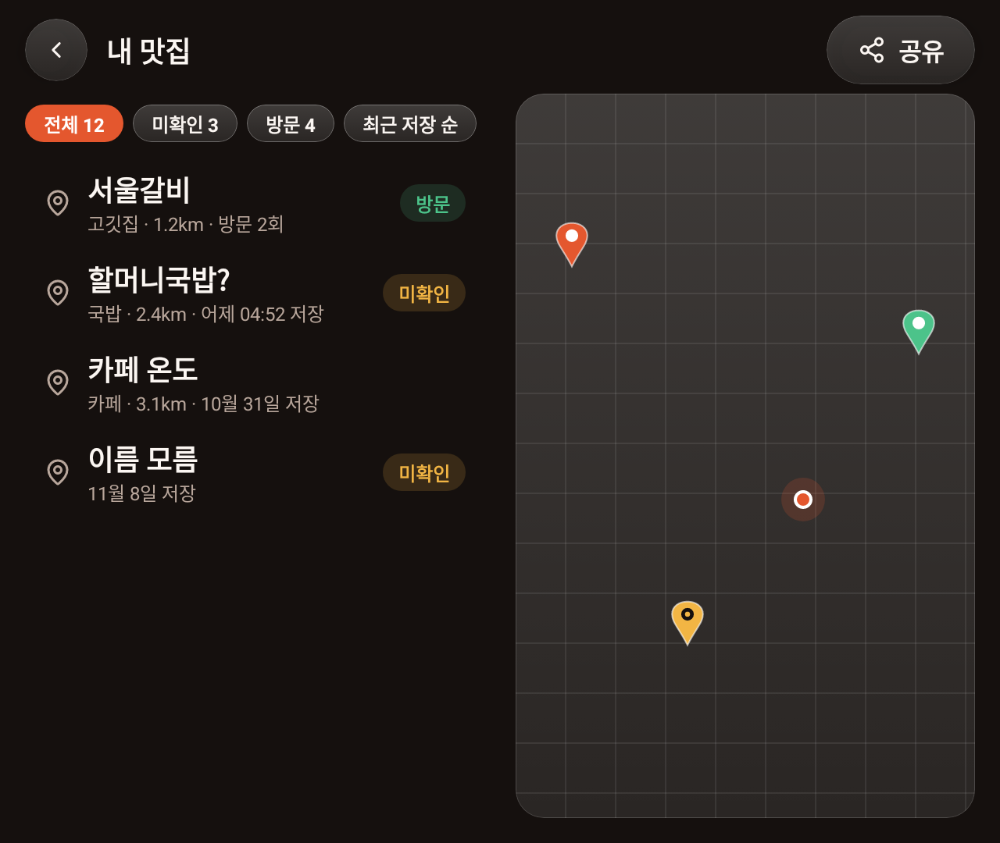 내 맛집
공유
전체 12
미확인 3
방문 4
최근 저장 순
서울갈비
고깃집 · 1.2km · 방문 2회
방문
할머니국밥?
국밥 · 2.4km · 어제 04:52 저장
미확인
카페 온도
카페 · 3.1km · 10월 31일 저장
이름 모름
11월 8일 저장
미확인